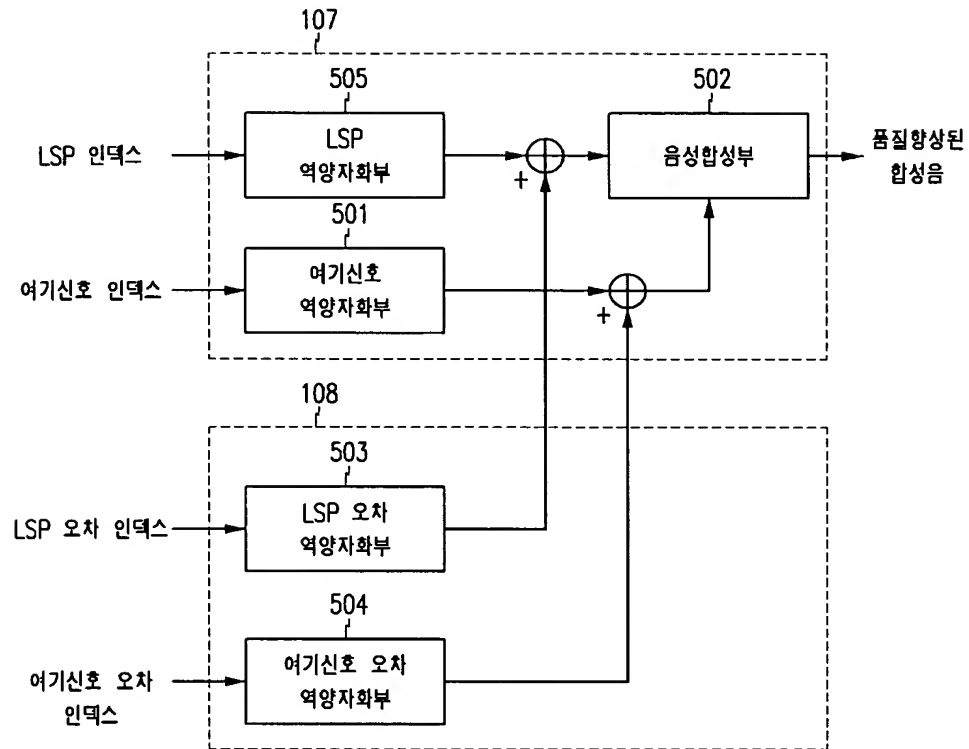 107
505
502
LSP 인덱스
LSP
역양자화부
+
음성합성부
품질향상된
합성음
501
여기신호 인덱스
여기신호
역양자화부
+
108
503
LSP 오차 인덱스
LSP 오차
역양자화부
504
여기신호 오차
인덱스
여기신호 오차
역양자화부